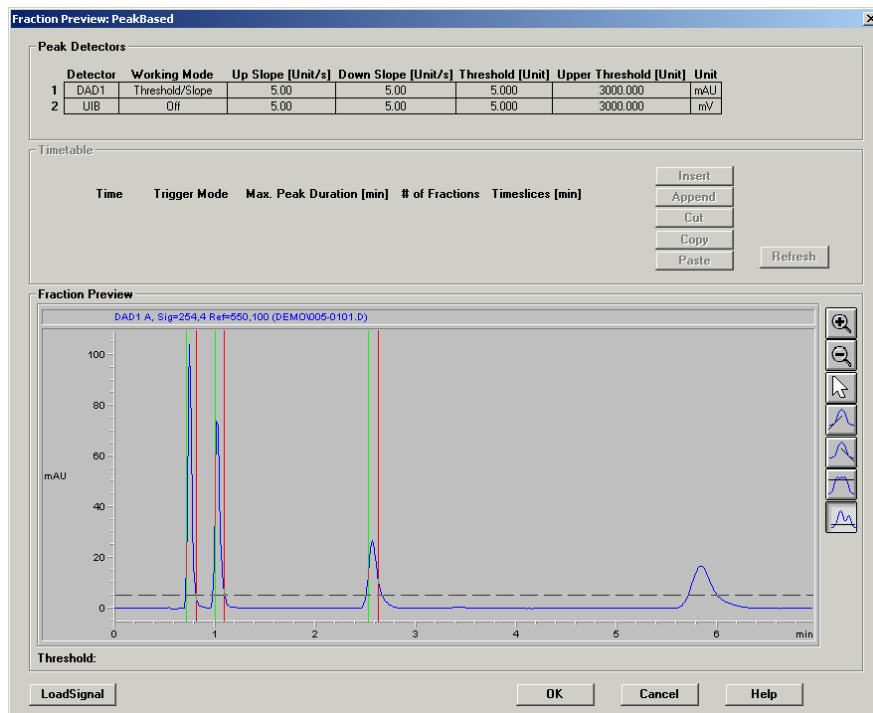 Fraction Preview: PeakBased
Peak Detectors
Detector Working Mode Up Slope [Unit/s] Down Slope [Unit/s] Threshold [Unit] Upper Threshold [Unit] Unit
1 DAD1 Threshold/Slope 5.00 5.00 5.000 3000.000 mAU
2 UIB Off 5.00 5.00 5.000 3000.000 mV
Timetable
Time Trigger Mode Max. Peak Duration [min] # of Fractions Timeslices [min]
Insert
Append
Cut
Copy
Paste
Refresh
Fraction Preview
DAD1 A, Sig=254,4 Ref=550,100 (DEMO\005-0101.D)
100
80
60
mAU
40
20
0
0 1 2 3 4 5 6 min
Threshold:
LoadSignal OK Cancel Help